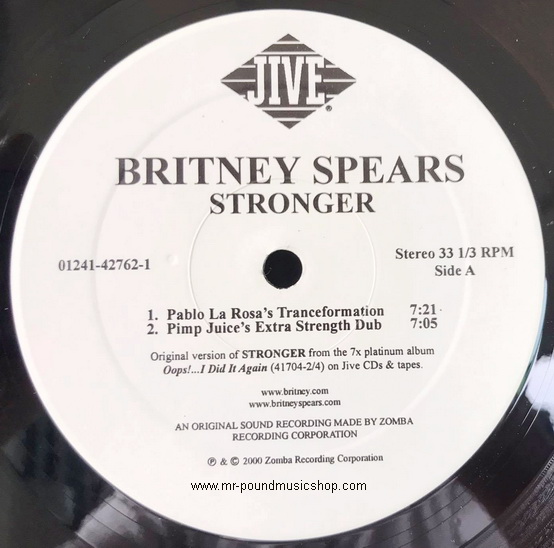 JIVE
®
BRITNEY SPEARS
STRONGER
01241-42762-1
Stereo 33 1/3 RPM
Side A
1. Pablo La Rosa's Tranceformation 7:21
2. Pimp Juice's Extra Strength Dub 7:05
Original version of STRONGER from the 7x platinum album
Oops!...I Did It Again (41704-2/4) on Jive CDs & tapes.
www.britney.com
www.britneyspears.com
AN ORIGINAL SOUND RECORDING MADE BY ZOMBA
RECORDING CORPORATION
℗ & © 2000 Zomba Recording Corporation
www.mr-poundmusicshop.com